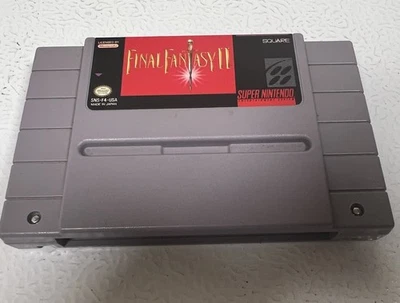 LICENSED BY
Nintendo
SQUARE
FINAL FANTASY II
SNS-F4-USA
MADE IN JAPAN
SUPER NINTENDO